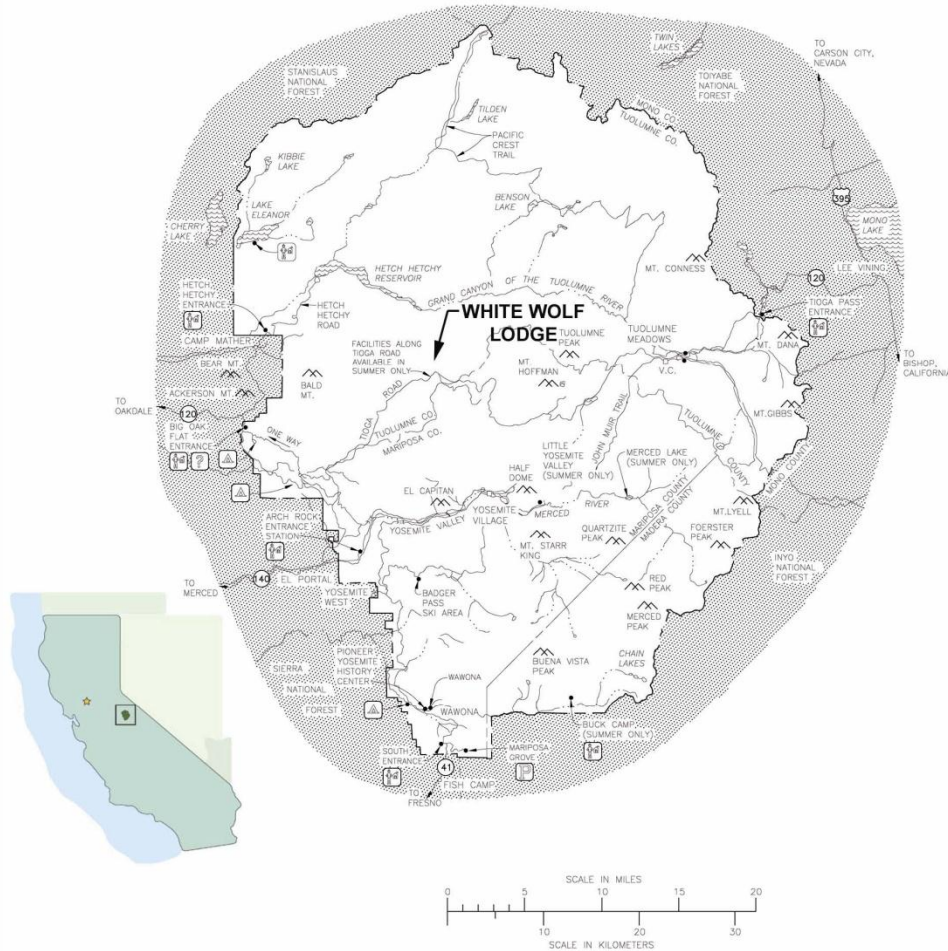 TO
CARSON CITY,
NEVADA
TWIN
LAKES
TOIYABE
NATIONAL
FOREST
STANISLAUS
NATIONAL
FOREST
MONO CO.
TUOLUMNE CO.
TILDEN
LAKE
PACIFIC
CREST
TRAIL
KIBBIE
LAKE
LAKE
ELEANOR
BENSON
LAKE
395
CHERRY
LAKE
MONO
LAKE
MT. CONNESS
120
LEE VINING
HETCH HETCHY
RESERVOIR
GRAND CANYON OF THE TUOLUMNE RIVER
HETCH
HETCHY
ENTRANCE
HETCH
HETCHY
ROAD
TIOGA PASS
ENTRANCE
WHITE WOLF
LODGE
CAMP MATHER
FACILITIES ALONG
TIOGA ROAD
AVAILABLE IN
SUMMER ONLY
TUOLUMNE
PEAK
TUOLUMNE
MEADOWS
V.C.
MT. DANA
BEAR MT.
BALD
MT.
MT.
HOFFMAN
TO
BISHOP,
CALIFORNIA
ACKERSON MT.
TO
OAKDALE
120
TIOGA ROAD
TUOLUMNE CO.
MARIPOSA CO.
JOHN MUIR TRAIL
MT.GIBBS
BIG OAK
FLAT
ENTRANCE
?
ONE WAY
TUOLUMNE COUNTY
MONO COUNTY
LITTLE
YOSEMITE
VALLEY
(SUMMER ONLY)
MERCED LAKE
(SUMMER ONLY)
HALF
DOME
EL CAPITAN
YOSEMITE VALLEY
YOSEMITE
VILLAGE
MERCED
RIVER
MARIPOSA COUNTY
MADERA COUNTY
MT.LYELL
ARCH ROCK
ENTRANCE
STATION
MT. STARR
KING
QUARTZITE
PEAK
FOERSTER
PEAK
INYO
NATIONAL
FOREST
TO
MERCED
140
EL PORTAL
YOSEMITE
WEST
BADGER
PASS
SKI AREA
RED
PEAK
MERCED
PEAK
PIONEER
YOSEMITE
HISTORY
CENTER
SIERRA
NATIONAL
FOREST
WAWONA
WAWONA
BUENA VISTA
PEAK
CHAIN
LAKES
BUCK CAMP
(SUMMER ONLY)
SOUTH
ENTRANCE
MARIPOSA
GROVE
P
41
FISH CAMP
TO
FRESNO
SCALE IN MILES
0 5 10 15 20
0 10 20 30
SCALE IN KILOMETERS